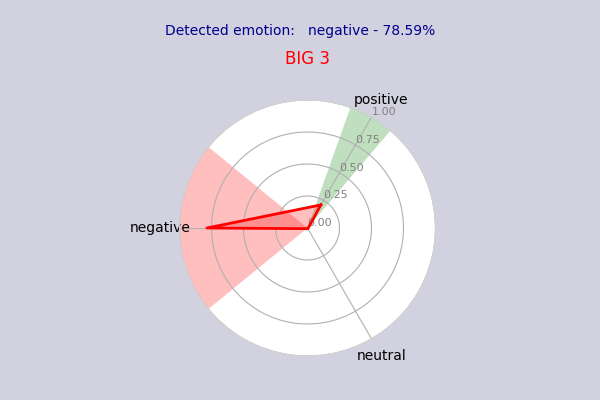 Detected emotion:   negative - 78.59%
BIG 3
positive
1.00
0.75
0.50
0.25
0.00
negative
neutral